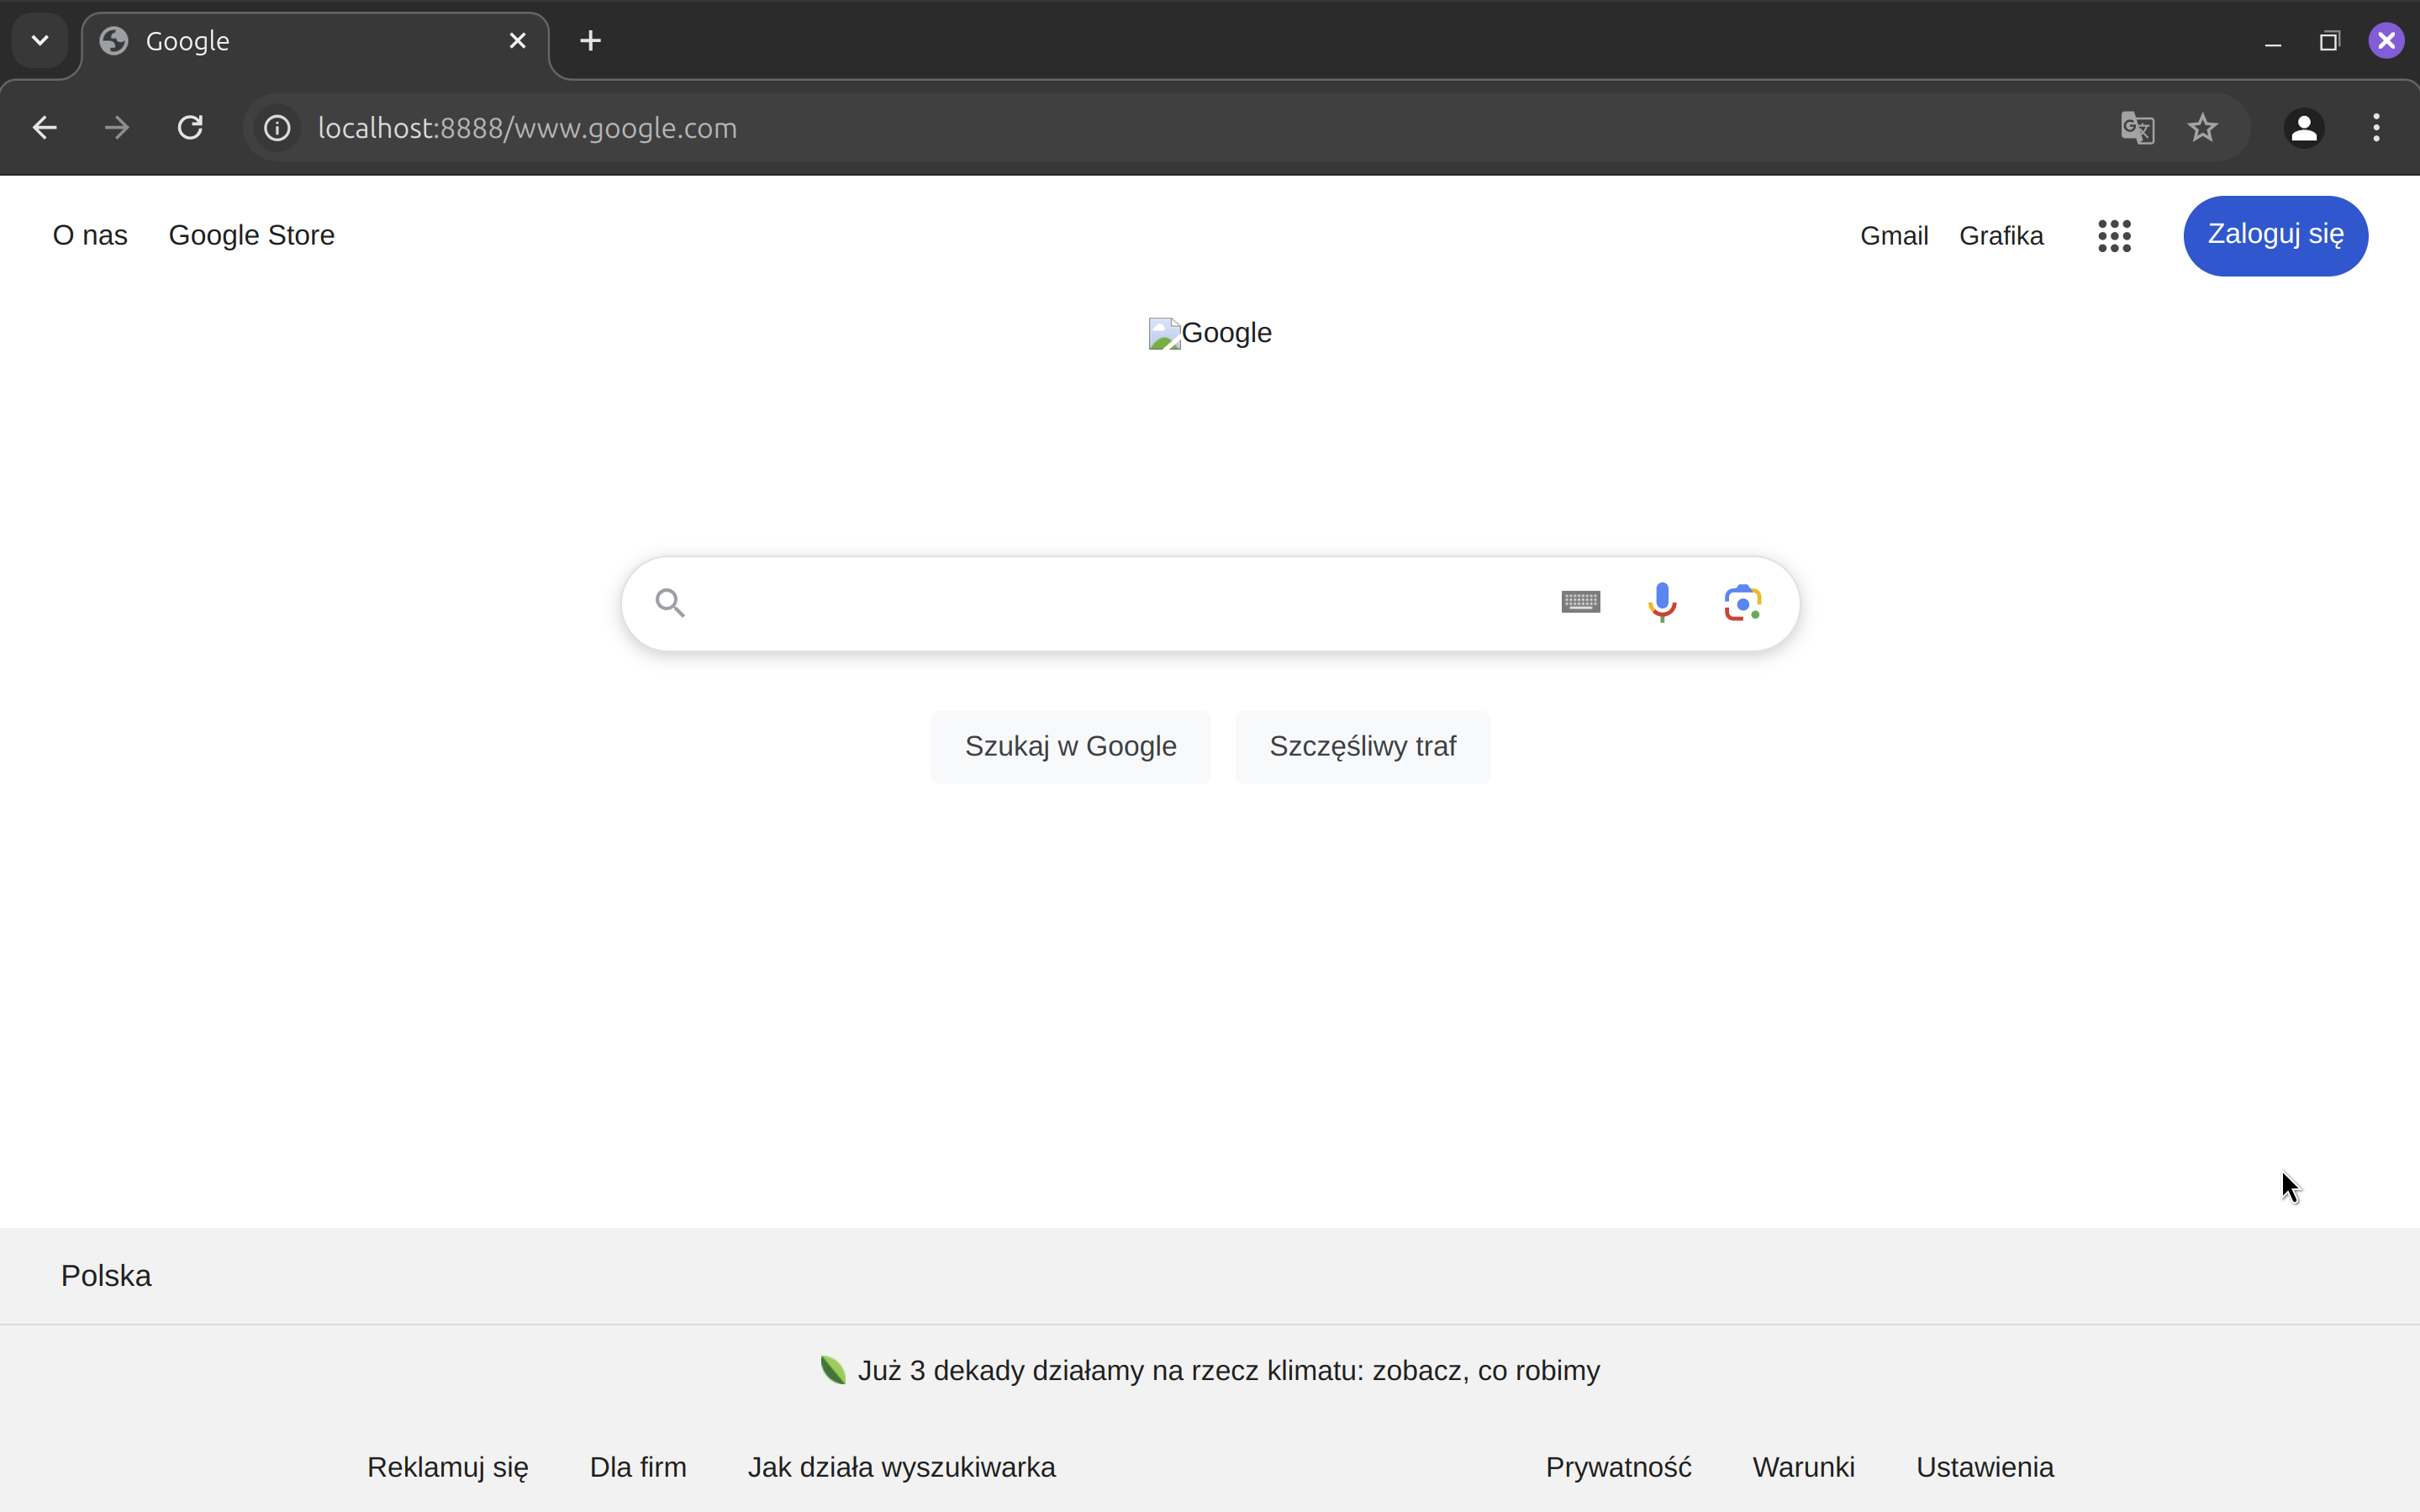 Google
localhost:8888/www.google.com
O nas Google Store Gmail Grafika Zaloguj się
Google
Szukaj w Google Szczęśliwy traf
Polska
Już 3 dekady działamy na rzecz klimatu: zobacz, co robimy
Reklamuj się Dla firm Jak działa wyszukiwarka Prywatność Warunki Ustawienia